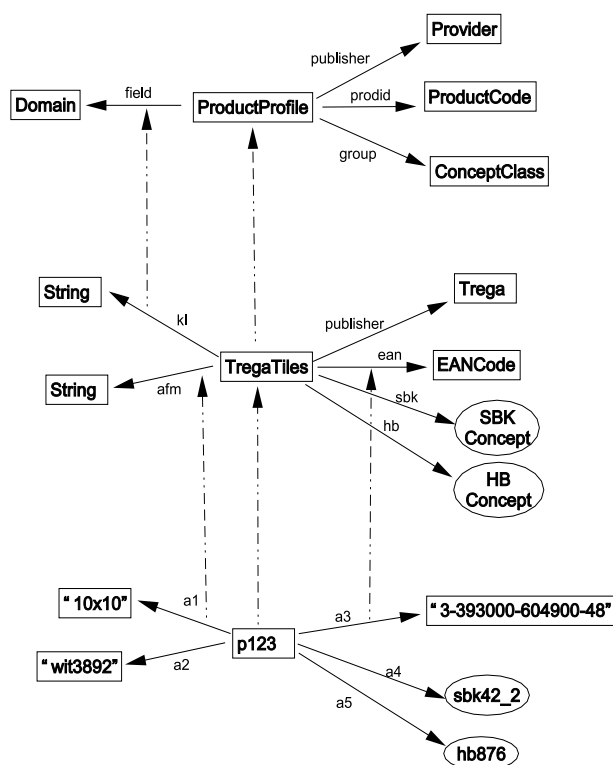 Provider
publisher
field
Domain
ProductProfile
prodid
ProductCode
group
ConceptClass
String
Trega
kl
publisher
ean
TregaTiles
EANCode
String
afm
sbk
SBK
Concept
hb
HB
Concept
“ 10x10”
a1
a3
“ 3-393000-604900-48”
p123
“ wit3892”
a2
a4
sbk42_2
a5
hb876